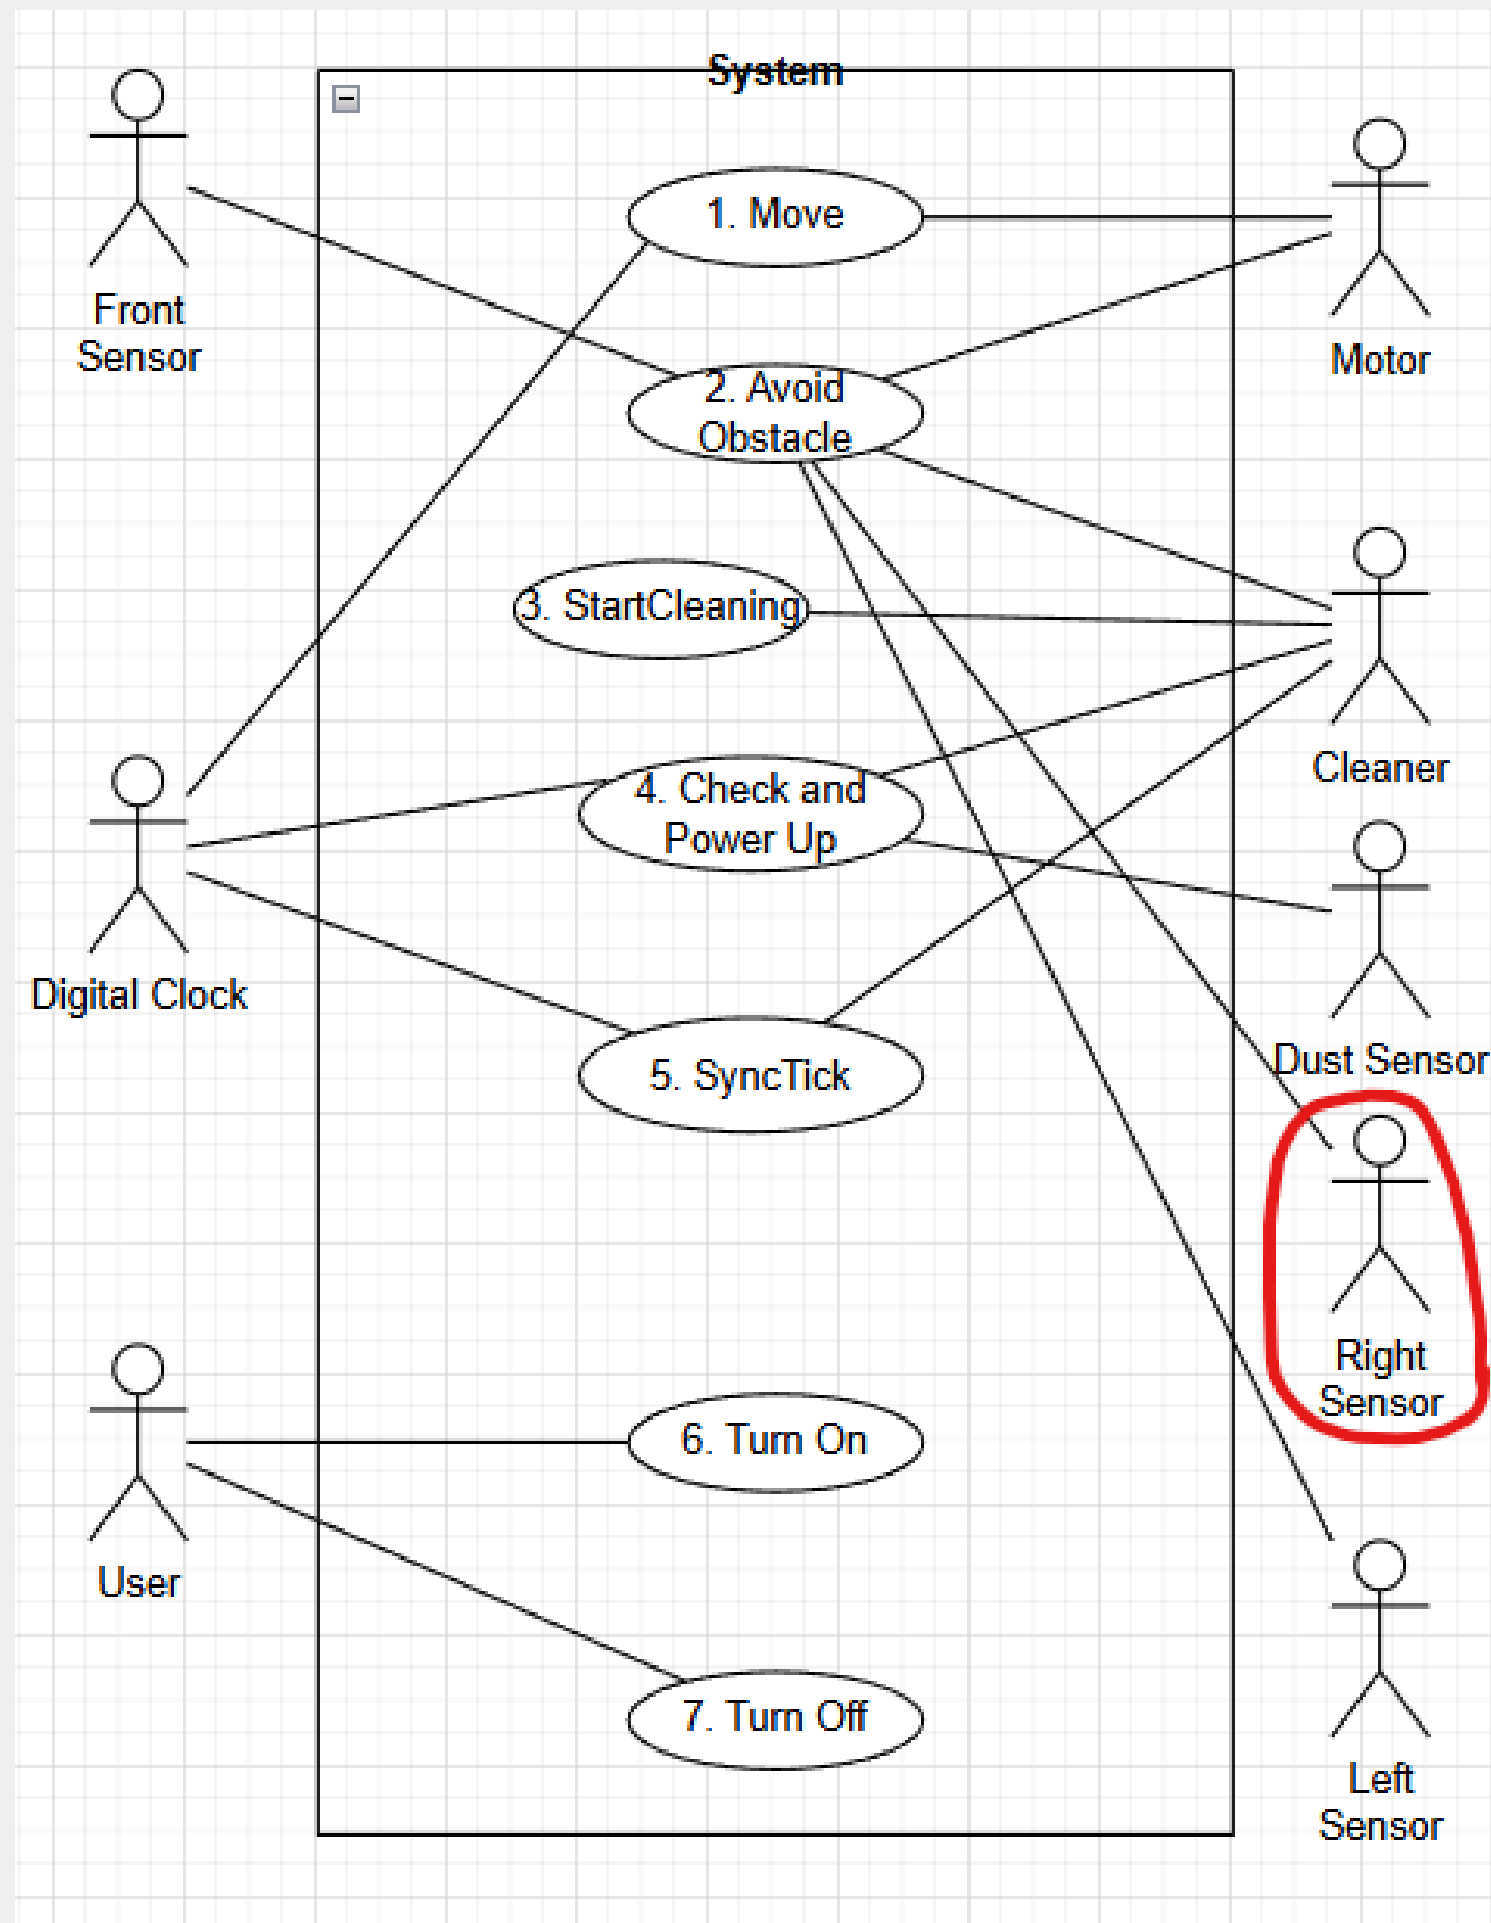 System
Front
Sensor
1. Move
Motor
2. Avoid
Obstacle
3. StartCleaning
Cleaner
4. Check and
Power Up
Digital Clock
Dust Sensor
5. SyncTick
Right
Sensor
6. Turn On
User
7. Turn Off
Left
Sensor